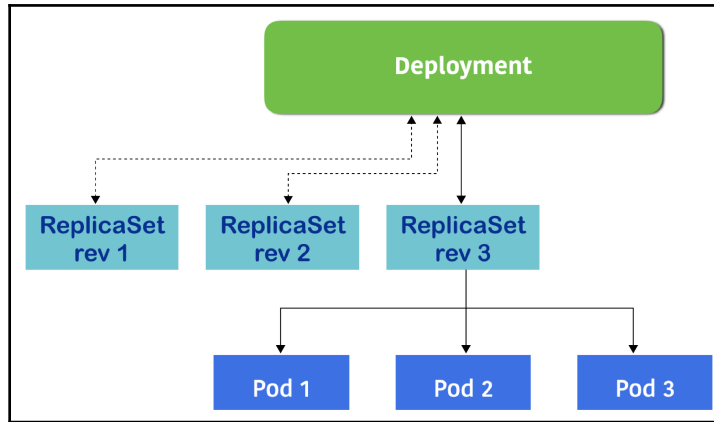 Deployment
ReplicaSet
rev 1
ReplicaSet
rev 2
ReplicaSet
rev 3
Pod 1
Pod 2
Pod 3